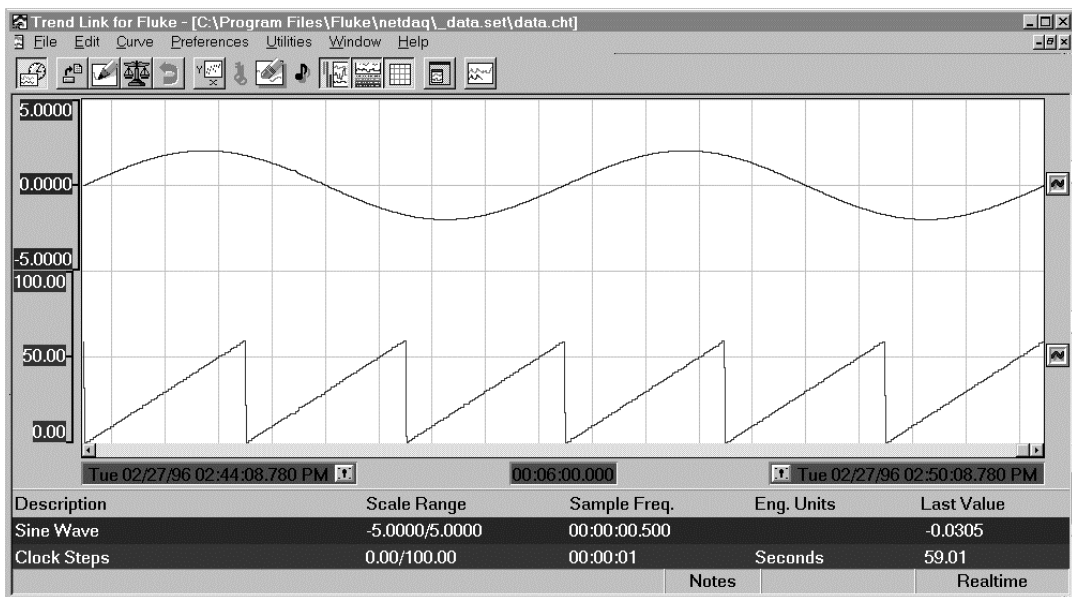 Trend Link for Fluke - [C:\Program Files\Fluke\netdaq\_data.set\data.cht]
File Edit Curve Preferences Utilities Window Help
5.0000
0.0000
-5.0000
100.00
50.00
0.00
Tue 02/27/96 02:44:08.780 PM 00:06:00.000 Tue 02/27/96 02:50:08.780 PM
Description Scale Range Sample Freq. Eng. Units Last Value
Sine Wave -5.0000/5.0000 00:00:00.500 -0.0305
Clock Steps 0.00/100.00 00:00:01 Seconds 59.01
Notes Realtime